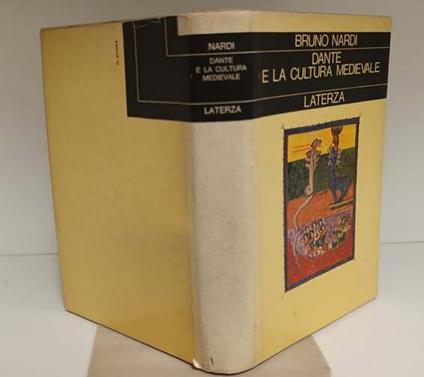 NARDI
DANTE
E LA CULTURA
MEDIEVALE
LATERZA
BRUNO NARDI
DANTE
E LA CULTURA MEDIEVALE
LATERZA